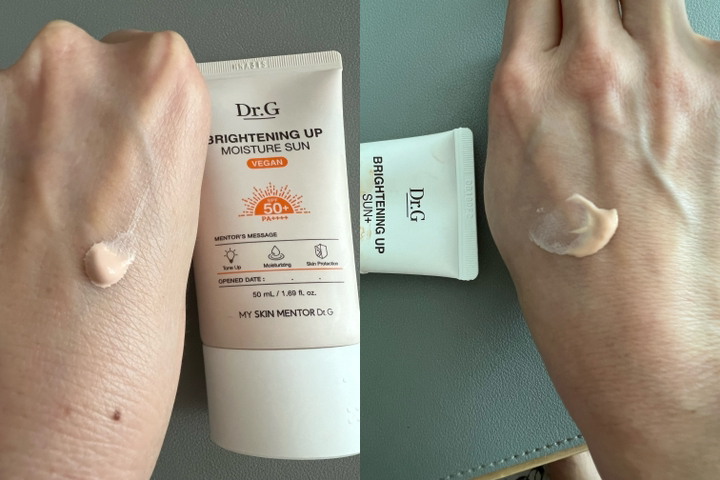 Dr.G
BRIGHTENING UP
MOISTURE SUN
VEGAN
SPF
50+
PA++++
MENTOR'S MESSAGE
Tone Up
Moisturizing
Skin Protection
OPENED DATE : . .
50 mL / 1.69 fl. oz.
MY SKIN MENTOR Dr.G
Dr.G
BRIGHTENING UP
SUN+